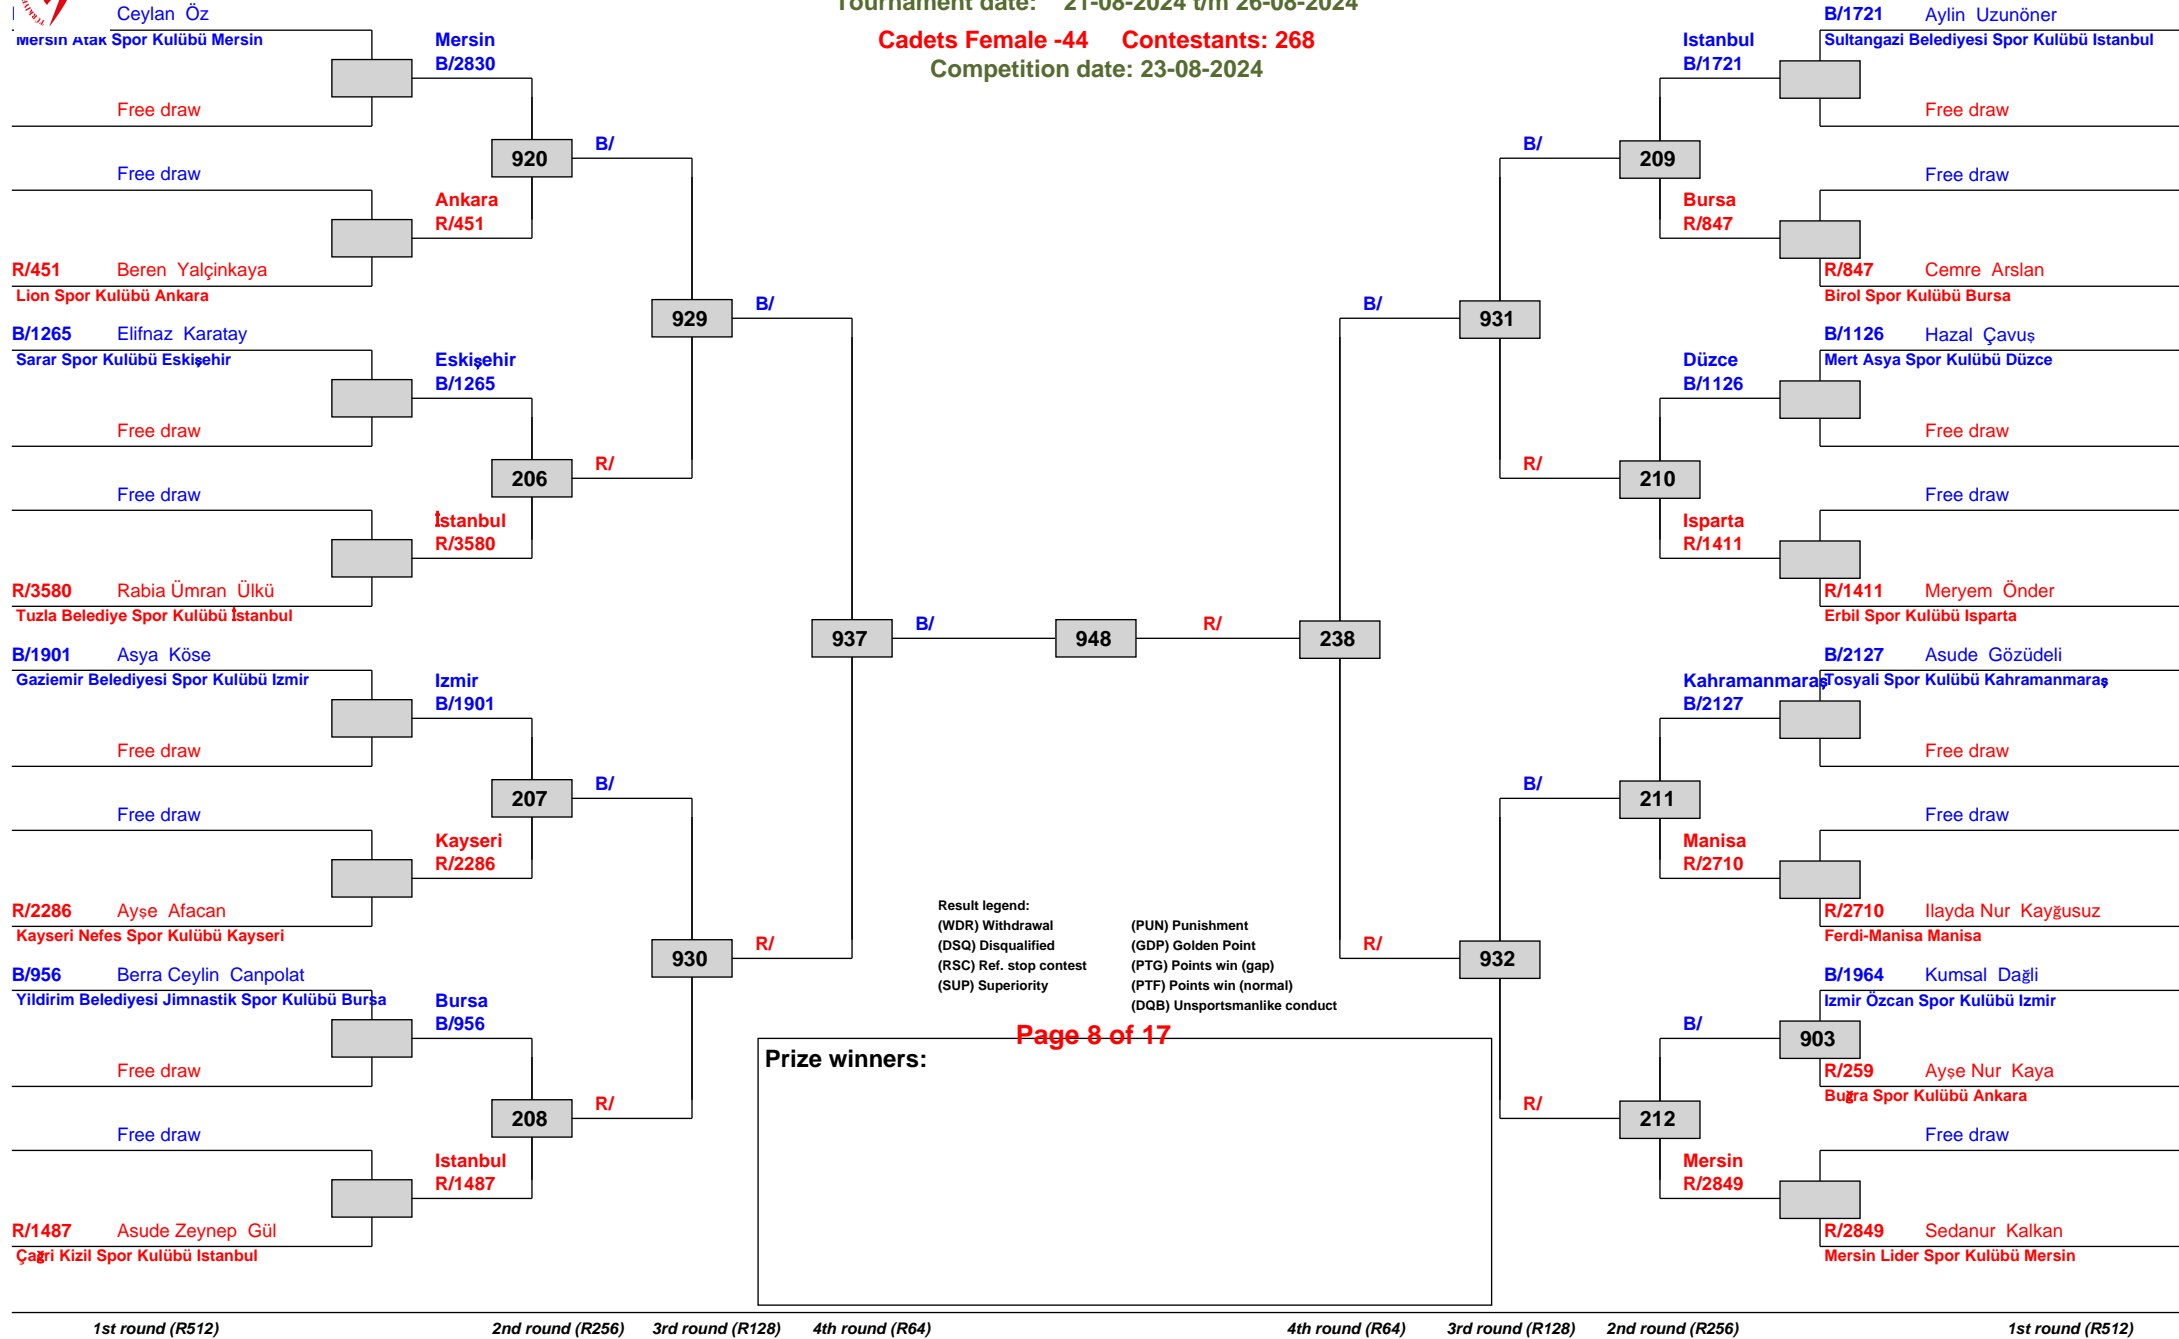 Tournament date: 21-08-2024 t/m 26-08-2024
Cadets Female -44 Contestants: 268
Competition date: 23-08-2024
Ceylan Öz
Mersin Atak Spor Kulübü Mersin
Free draw
Free draw
R/451 Beren Yalçinkaya
Lion Spor Kulübü Ankara
B/1265 Elifnaz Karatay
Sarar Spor Kulübü Eskişehir
Free draw
Free draw
R/3580 Rabia Ümran Ülkü
Tuzla Belediye Spor Kulübü İstanbul
B/1901 Asya Köse
Gaziemir Belediyesi Spor Kulübü Izmir
Free draw
Free draw
R/2286 Ayşe Afacan
Kayseri Nefes Spor Kulübü Kayseri
B/956 Berra Ceylin Canpolat
Yildirim Belediyesi Jimnastik Spor Kulübü Bursa
Free draw
Free draw
R/1487 Asude Zeynep Gül
Çağri Kizil Spor Kulübü Istanbul
Mersin
B/2830
920
Ankara
R/451
Eskişehir
B/1265
206
İstanbul
R/3580
Izmir
B/1901
207
Kayseri
R/2286
Bursa
B/956
208
Istanbul
R/1487
B/
929
R/
B/
930
R/
B/
937
R/
B/
948
R/
B/
238
R/
B/
931
R/
B/
932
R/
Istanbul
B/1721
209
Bursa
R/847
Düzce
B/1126
210
Isparta
R/1411
Kahramanmaraş
B/2127
211
Manisa
R/2710
B/
212
Mersin
R/2849
B/1721 Aylin Uzunöner
Sultangazi Belediyesi Spor Kulübü Istanbul
Free draw
Free draw
R/847 Cemre Arslan
Birol Spor Kulübü Bursa
B/1126 Hazal Çavuş
Mert Asya Spor Kulübü Düzce
Free draw
Free draw
R/1411 Meryem Önder
Erbil Spor Kulübü Isparta
B/2127 Asude Gözüdeli
Tosyali Spor Kulübü Kahramanmaraş
Free draw
Free draw
R/2710 Ilayda Nur Kayğusuz
Ferdi-Manisa Manisa
B/1964 Kumsal Dağli
Izmir Özcan Spor Kulübü Izmir
903
R/259 Ayşe Nur Kaya
Buğra Spor Kulübü Ankara
Free draw
R/2849 Sedanur Kalkan
Mersin Lider Spor Kulübü Mersin
Result legend:
(WDR) Withdrawal (PUN) Punishment
(DSQ) Disqualified (GDP) Golden Point
(RSC) Ref. stop contest (PTG) Points win (gap)
(SUP) Superiority (PTF) Points win (normal)
(DQB) Unsportsmanlike conduct
Page 8 of 17
Prize winners:
1st round (R512) 2nd round (R256) 3rd round (R128) 4th round (R64) 4th round (R64) 3rd round (R128) 2nd round (R256) 1st round (R512)